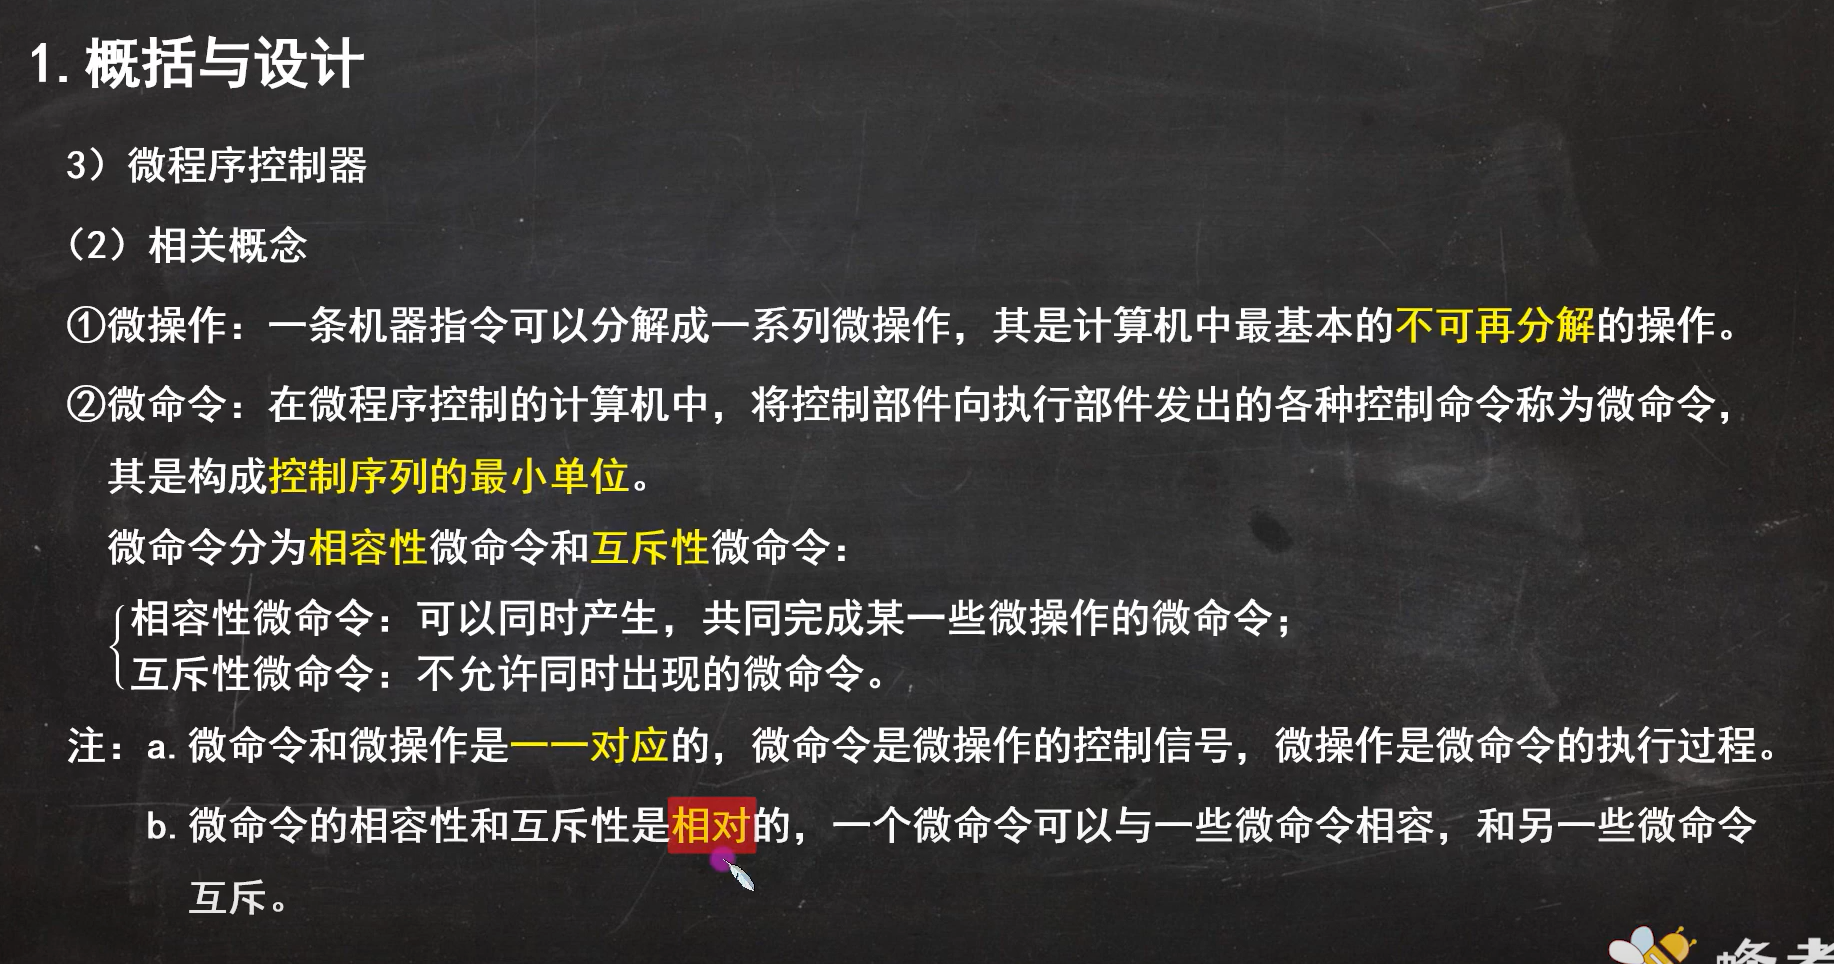 1.概括与设计
3）微程序控制器
（2）相关概念
①微操作：一条机器指令可以分解成一系列微操作，其是计算机中最基本的不可再分解的操作。
②微命令：在微程序控制的计算机中，将控制部件向执行部件发出的各种控制命令称为微命令，
其是构成控制序列的最小单位。
微命令分为相容性微命令和互斥性微命令：
相容性微命令：可以同时产生，共同完成某一些微操作的微命令；
互斥性微命令：不允许同时出现的微命令。
注：a.微命令和微操作是一一对应的，微命令是微操作的控制信号，微操作是微命令的执行过程。
b.微命令的相容性和互斥性是相对的，一个微命令可以与一些微命令相容，和另一些微命令
互斥。